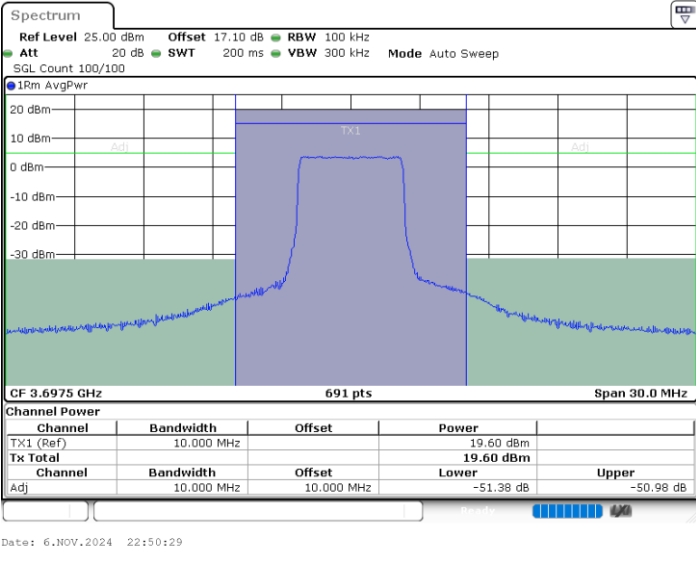 Spectrum
Ref Level 25.00 dBm Offset 17.10 dB RBW 100 kHz
Att 20 dB SWT 200 ms VBW 300 kHz Mode Auto Sweep
SGL Count 100/100
1Rm AvgPwr
20 dBm
TX1
10 dBm
Adj Adj
0 dBm
-10 dBm
-20 dBm
-30 dBm
CF 3.6975 GHz 691 pts Span 30.0 MHz
Channel Power
Channel Bandwidth Offset Power
TX1 (Ref) 10.000 MHz 19.60 dBm
Tx Total 19.60 dBm
Channel Bandwidth Offset Lower Upper
Adj 10.000 MHz 10.000 MHz -51.38 dB -50.98 dB
Ready
Date: 6.NOV.2024 22:50:29